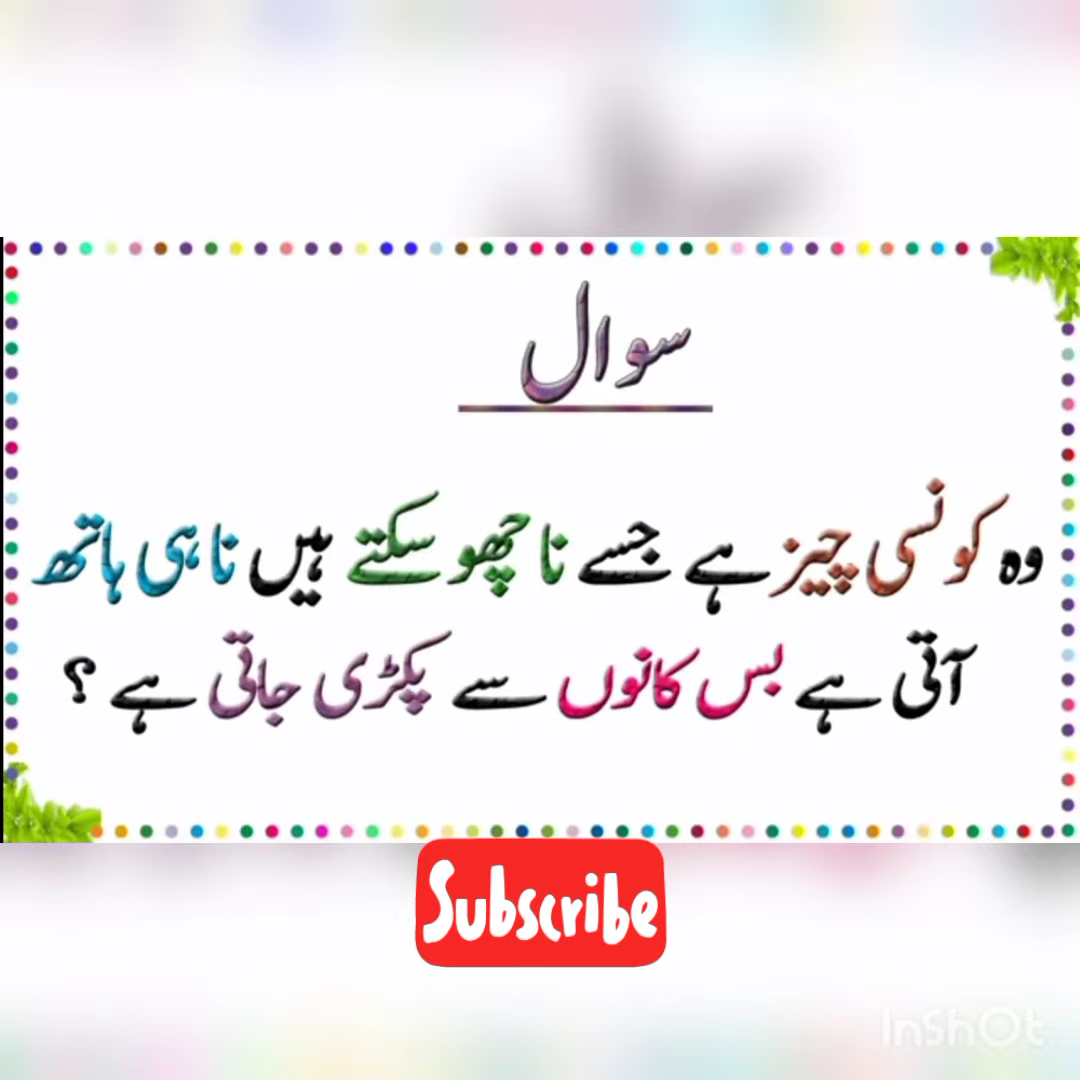 سوال
وہ کونسی چیز ہے جسے نا چھو سکتے ہیں نا ہی ہاتھ
آتی ہے بس کانوں سے پکڑی جاتی ہے ؟
Subscribe
InShOt